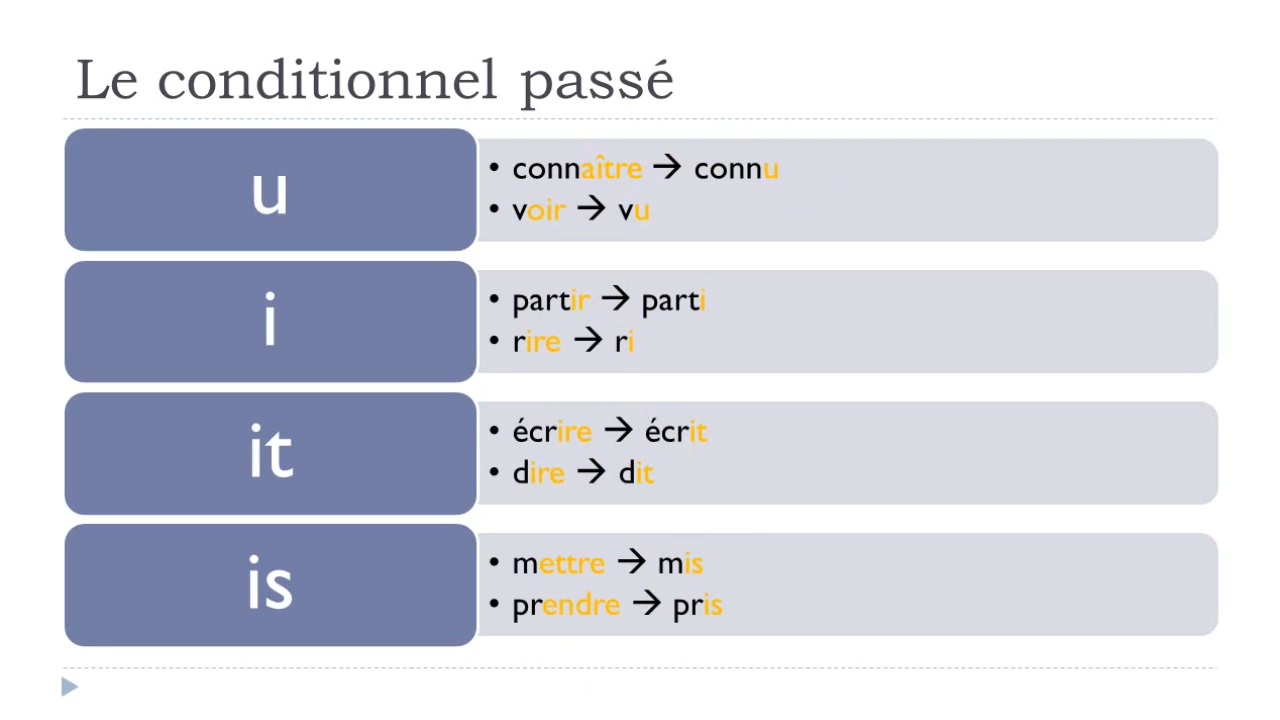 Le conditionnel passé
u
• connaître → connu
• voir → vu
i
• partir → parti
• rire → ri
it
• écrire → écrit
• dire → dit
is
• mettre → mis
• prendre → pris